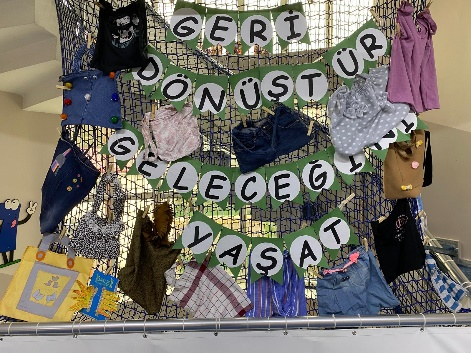 GERİ
DÖNÜŞTÜR
GELECEĞİ
YAŞAT